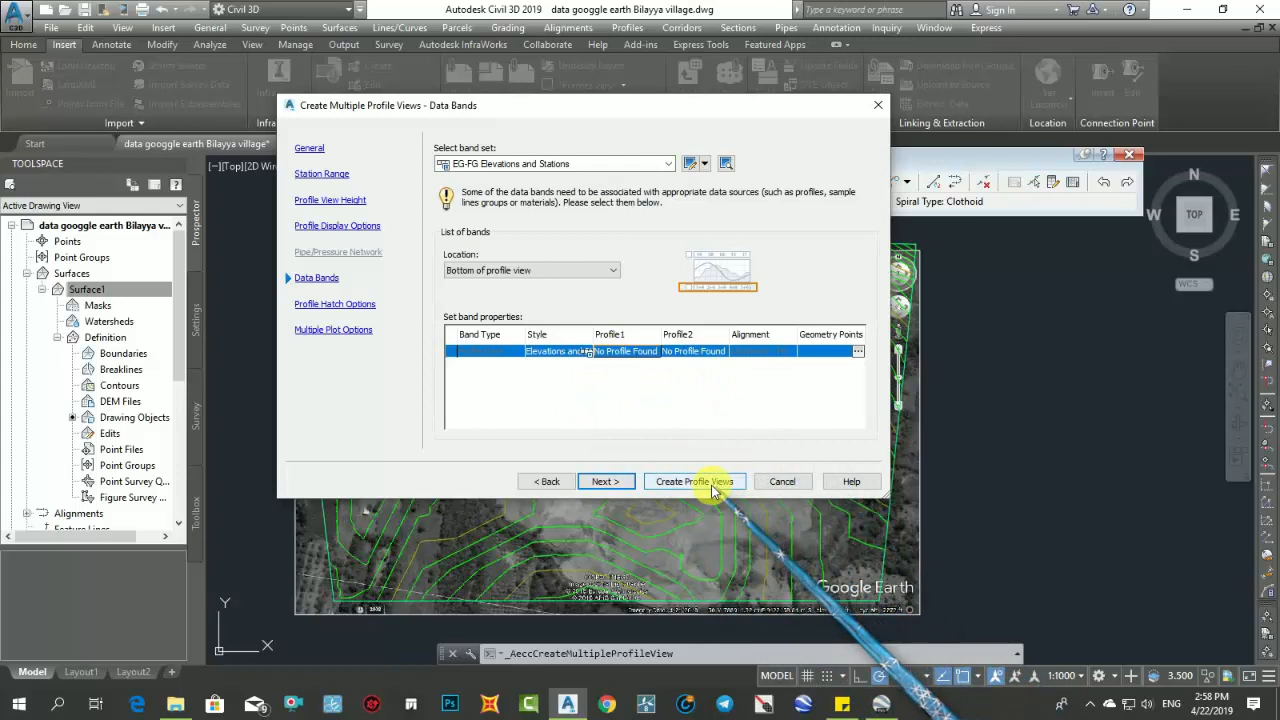 Civil 3D
Autodesk Civil 3D 2019   data googgle earth Bilayya village.dwg
Type a keyword or phrase
Sign In
File Edit View Insert General Survey Points Surfaces Lines/Curves Parcels Grading Alignments Profiles Corridors Sections Pipes Annotation Inquiry Window Express
Home Insert Annotate Modify Analyze View Manage Output Survey Autodesk InfraWorks Collaborate Help Add-ins Express Tools Featured Apps
Import
Location
Linking & Extraction
Connection Point
Start
data googgle earth Bilayya village*
TOOLSPACE
Active Drawing View
data googgle earth Bilayya v...
Points
Point Groups
Surfaces
Surface1
Masks
Watersheds
Definition
Boundaries
Breaklines
Contours
DEM Files
Drawing Objects
Edits
Point Files
Point Groups
Point Survey Q...
Figure Survey ...
Alignments
Feature Lines
Prospector
Settings
Survey
Toolbox
[−][Top][2D Wir
Create Multiple Profile Views - Data Bands
General
Station Range
Profile View Height
Profile Display Options
Pipe/Pressure Network
Data Bands
Profile Hatch Options
Multiple Plot Options
Select band set:
EG-FG Elevations and Stations
Some of the data bands need to be associated with appropriate data sources (such as profiles, sample
lines groups or materials). Please select them below.
List of bands
Location:
Bottom of profile view
Set band properties:
Band Type Style Profile1 Profile2 Alignment Geometry Points
Elevations and No Profile Found No Profile Found
< Back
Next >
Create Profile Views
Cancel
Help
Spiral Type: Clothoid
N
W TOP E
S
WCS
Google Earth
Y
X
_AeccCreateMultipleProfileView
Model Layout1 Layout2 +
MODEL
1:1000
3.500
2:58 PM
4/22/2019